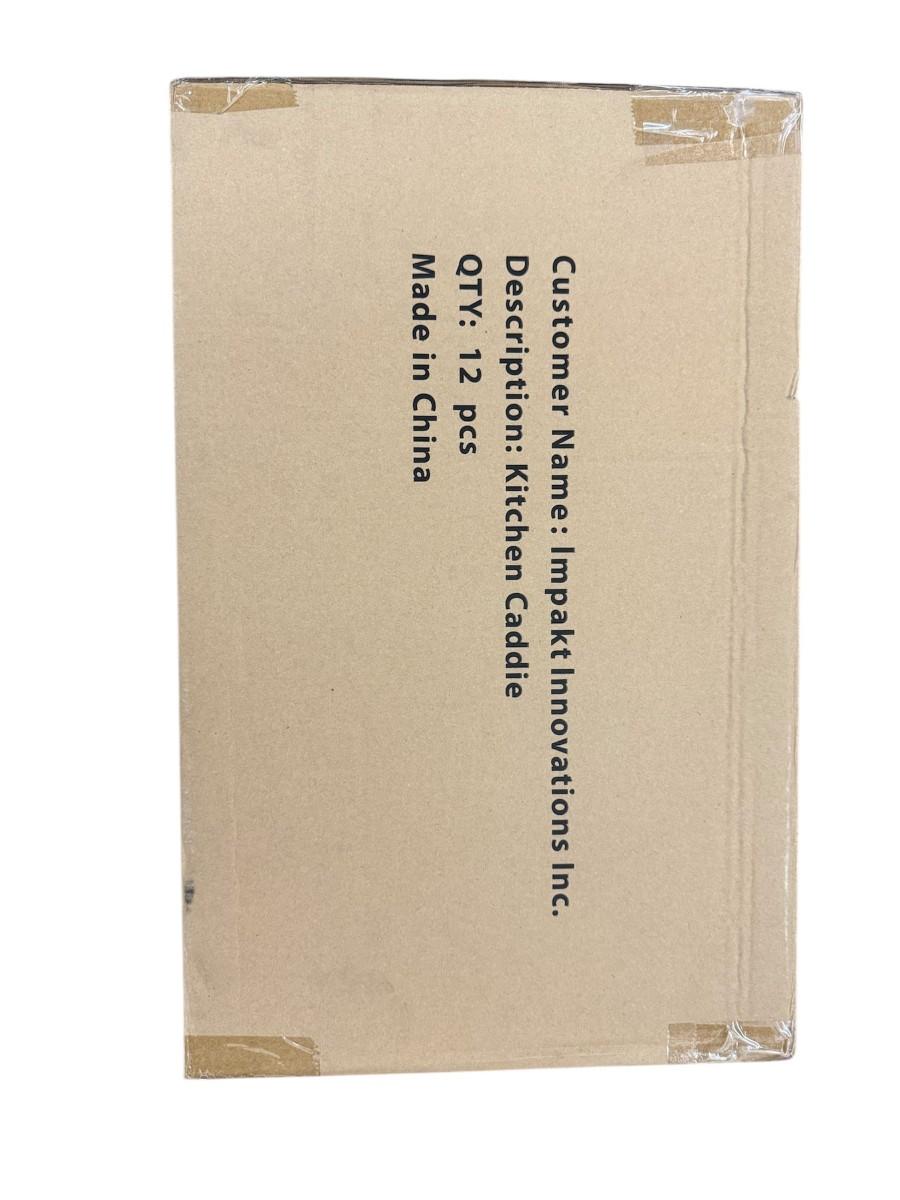 Customer Name: Impakt Innovations Inc.
Description: Kitchen Caddie
QTY: 12 pcs
Made in China